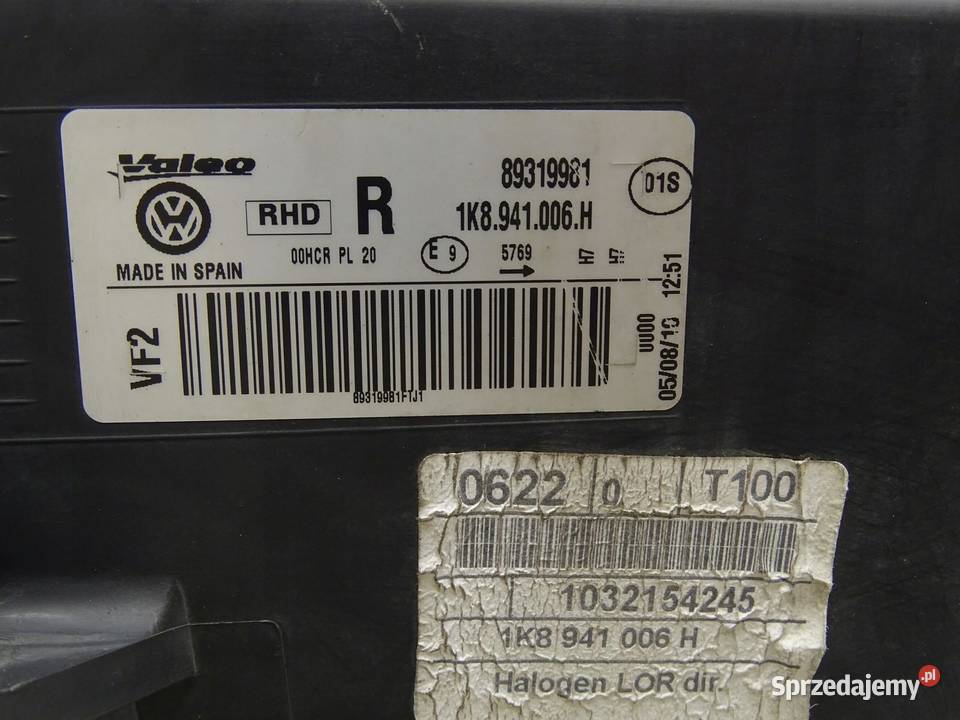 Valeo
89319981
01S
RHD R
1K8.941.006.H
MADE IN SPAIN
00HCR PL 20
E 9
5769
H7
VF2
0000
05/08/10 12:51
89319981FTJ1
0622 0 T100
1032154245
1K8 941 006 H
Halogen LOR dir.
Sprzedajemy.pl